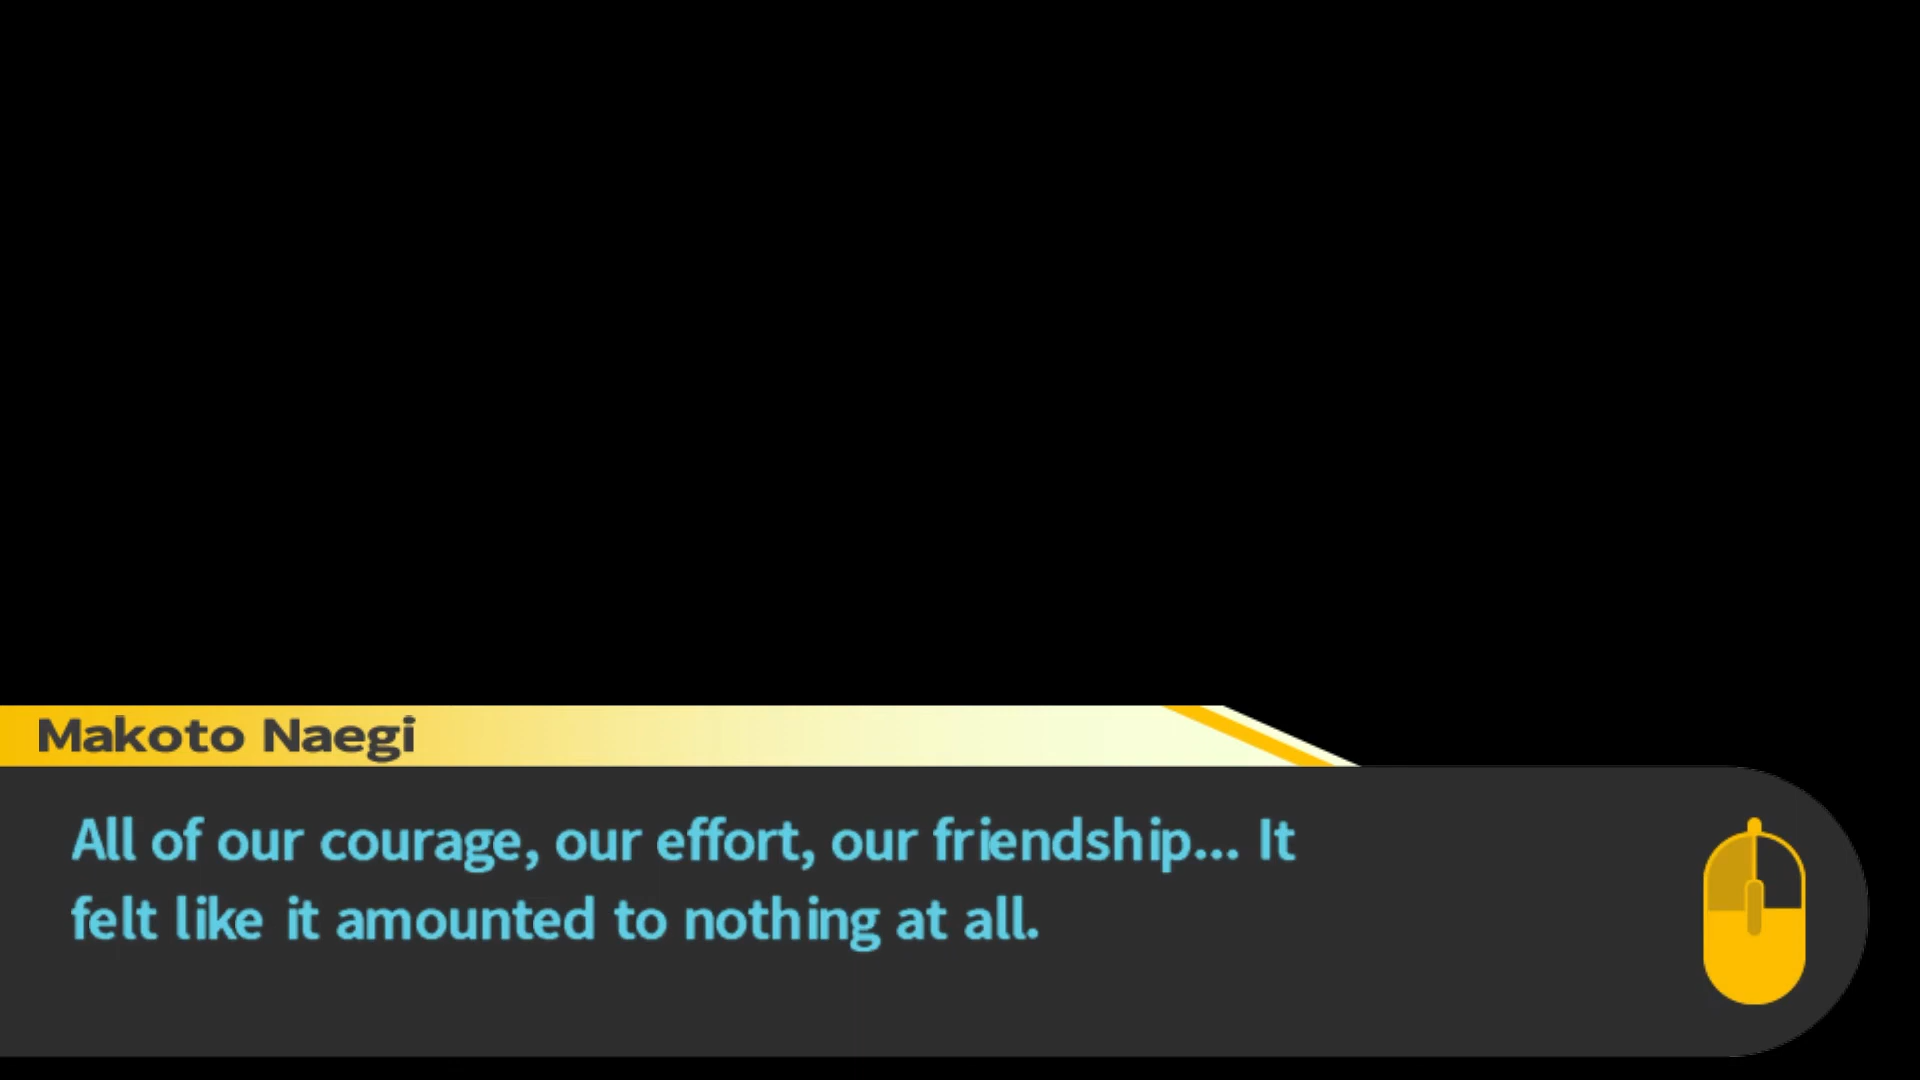 Makoto Naegi
All of our courage, our effort, our friendship... It
felt like it amounted to nothing at all.